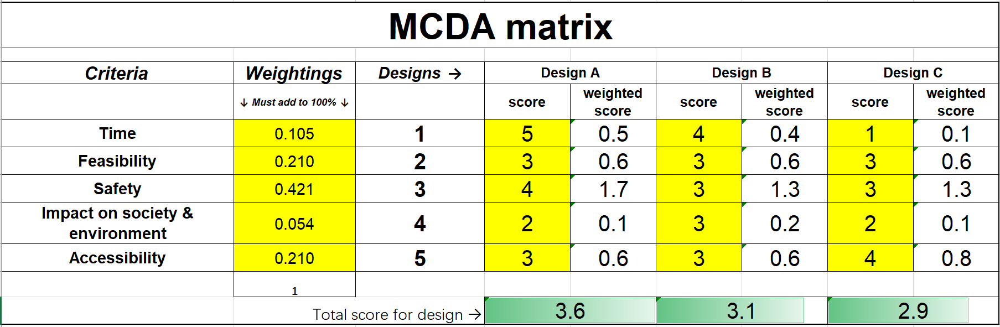 MCDA matrix
Criteria Weightings Designs → Design A Design B Design C
↓ Must add to 100% ↓ score weighted score score weighted score score weighted score
Time 0.105 1 5 0.5 4 0.4 1 0.1
Feasibility 0.210 2 3 0.6 3 0.6 3 0.6
Safety 0.421 3 4 1.7 3 1.3 3 1.3
Impact on society & environment 0.054 4 2 0.1 3 0.2 2 0.1
Accessibility 0.210 5 3 0.6 3 0.6 4 0.8
1
Total score for design → 3.6 3.1 2.9